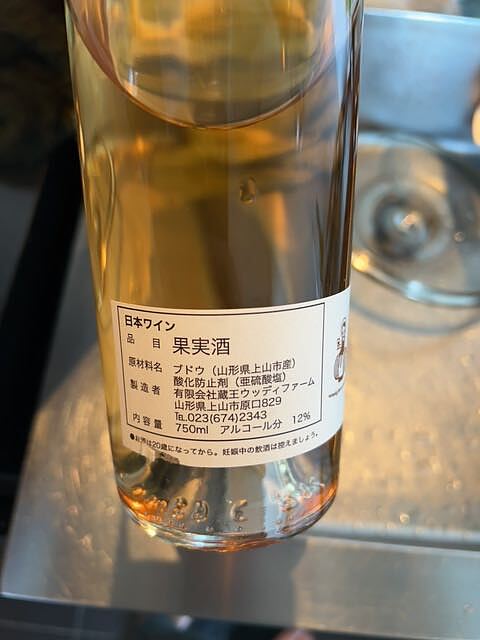 日本ワイン
品　目 果実酒
原材料名 ブドウ（山形県上山市産）
酸化防止剤（亜硫酸塩）
製造者 有限会社蔵王ウッディファーム
山形県上山市原口829
℡.023(674)2343
内容量 750ml アルコール分 12%
●お酒は20歳になってから。妊娠中の飲酒は控えましょう。